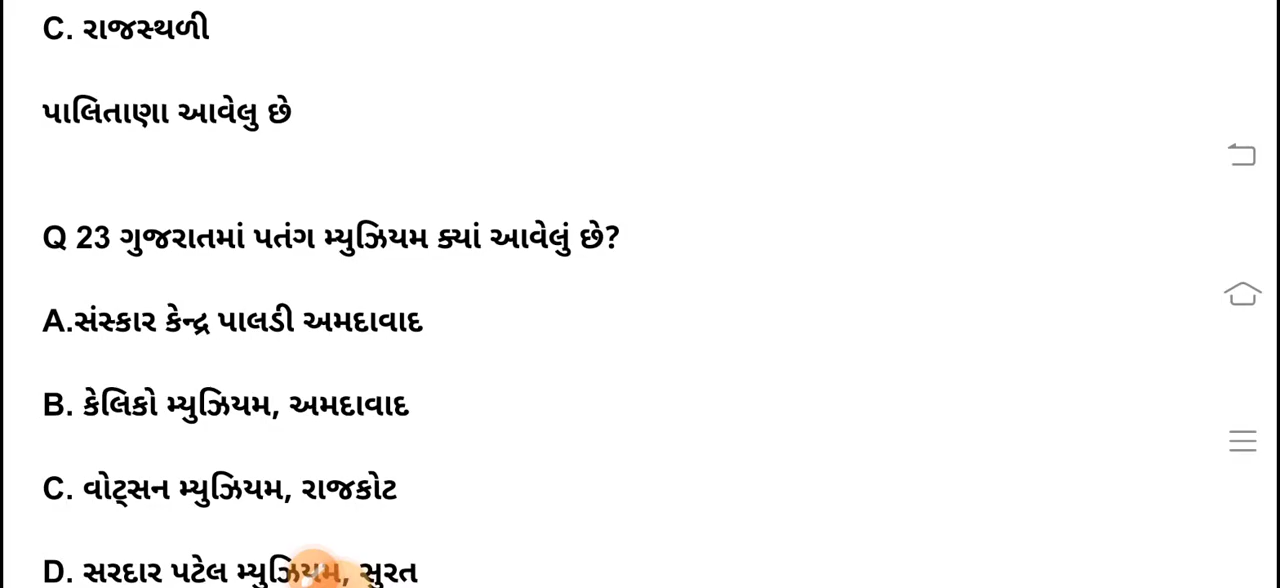 C. રાજસ્થળી
પાલિતાણા આવેલુ છે
Q 23 ગુજરાતમાં પતંગ મ્યુઝિયમ ક્યાં આવેલું છે?
A.સંસ્કાર કેન્દ્ર પાલડી અમદાવાદ
B. કેલિકો મ્યુઝિયમ, અમદાવાદ
C. વોટ્સન મ્યુઝિયમ, રાજકોટ
D. સરદાર પટેલ મ્યુઝિયમ, સુરત